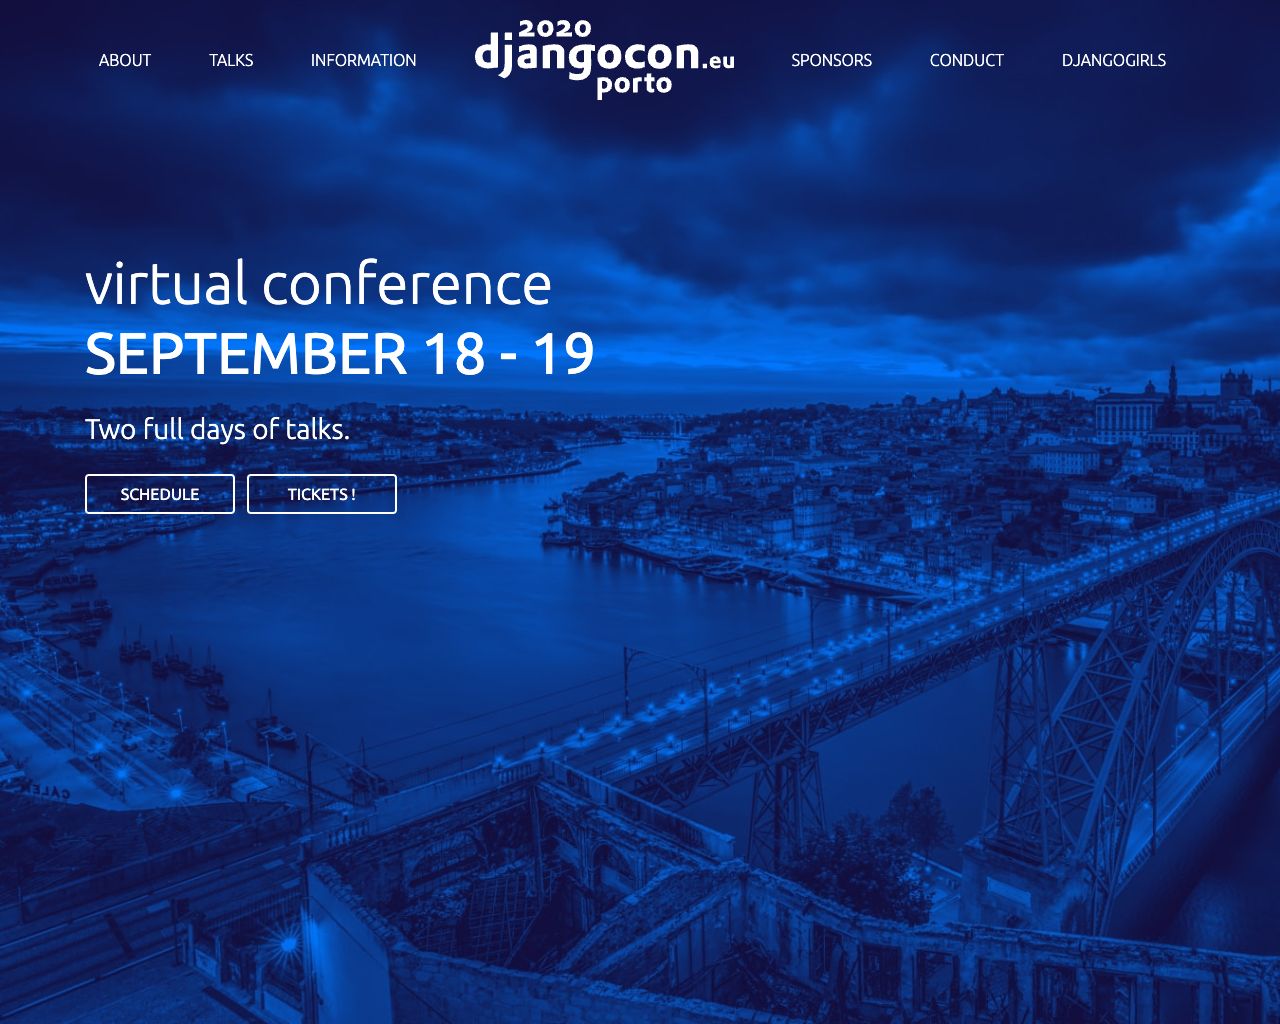 ABOUT
TALKS
INFORMATION
2020
djangocon.eu
porto
SPONSORS
CONDUCT
DJANGOGIRLS
virtual conference
SEPTEMBER 18 - 19
Two full days of talks.
SCHEDULE
TICKETS !